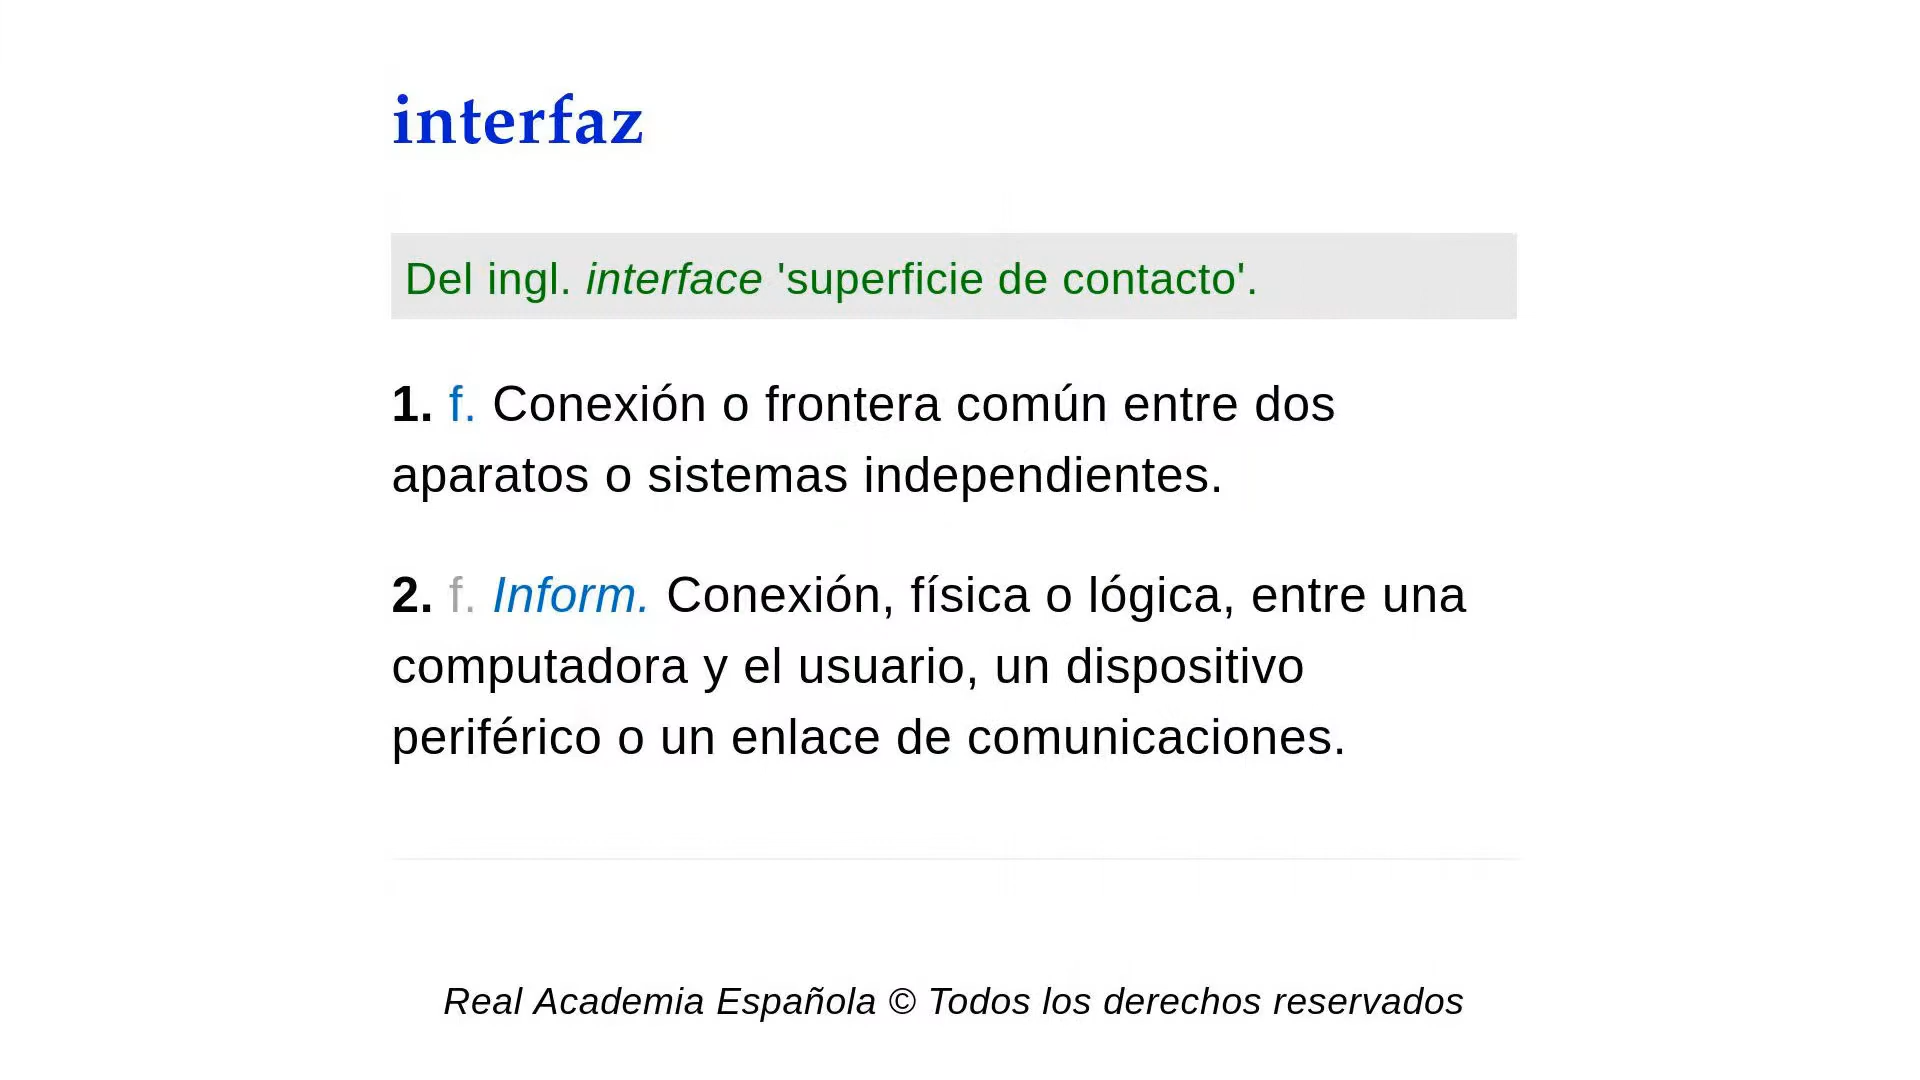 interfaz
Del ingl. interface 'superficie de contacto'.
1. f. Conexión o frontera común entre dos
aparatos o sistemas independientes.
2. f. Inform. Conexión, física o lógica, entre una
computadora y el usuario, un dispositivo
periférico o un enlace de comunicaciones.
Real Academia Española © Todos los derechos reservados